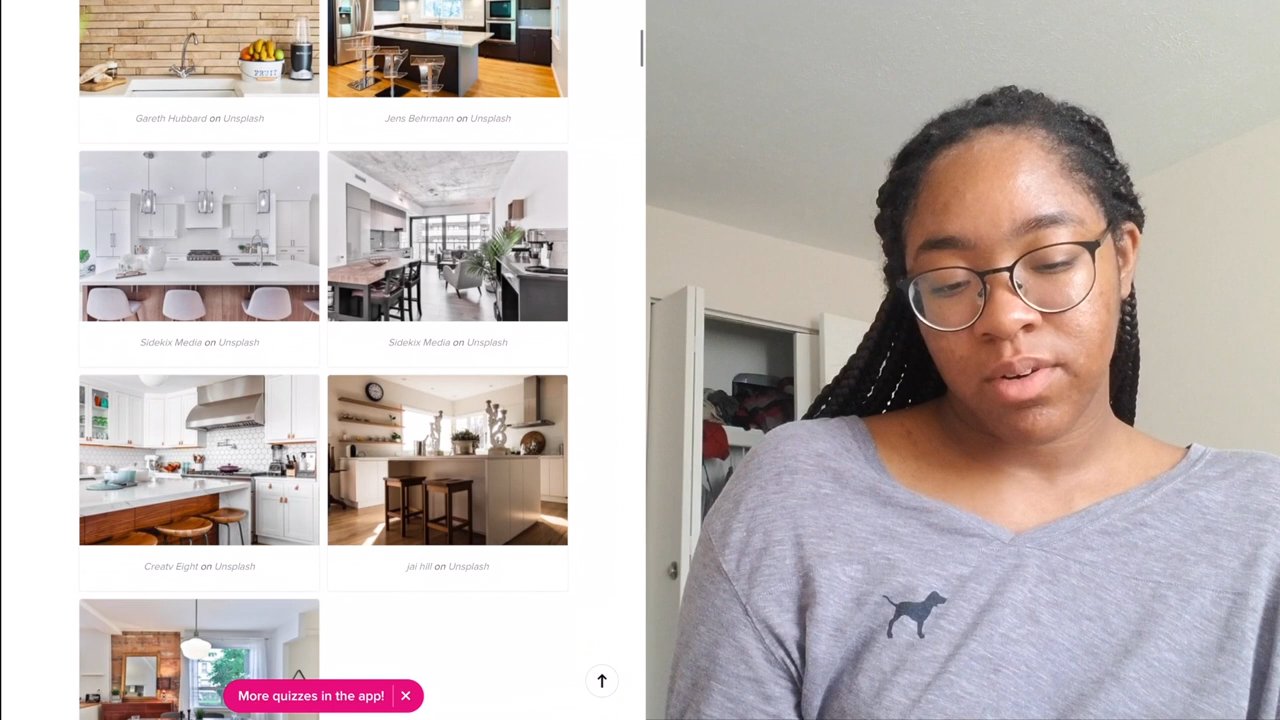 Gareth Hubbard on Unsplash
Jens Behrmann on Unsplash
Sidekix Media on Unsplash
Sidekix Media on Unsplash
Creatv Eight on Unsplash
jai hill on Unsplash
More quizzes in the app!